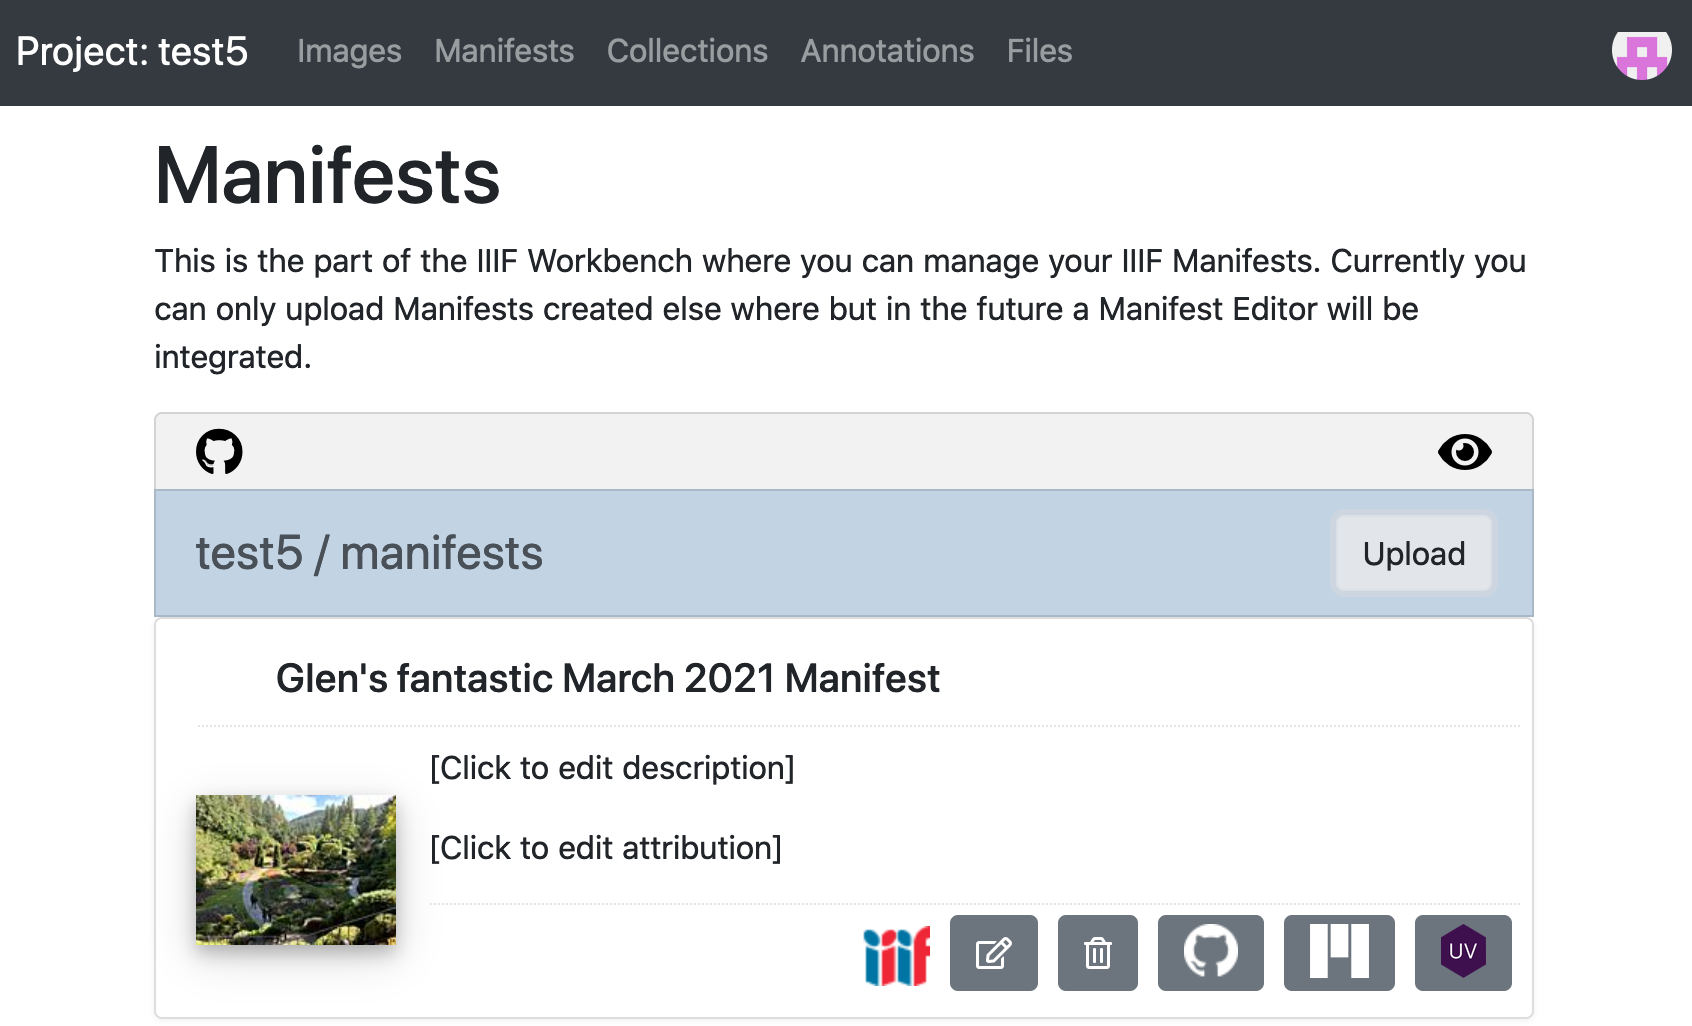 Project: test5 Images Manifests Collections Annotations Files
Manifests
This is the part of the IIIF Workbench where you can manage your IIIF Manifests. Currently you
can only upload Manifests created else where but in the future a Manifest Editor will be
integrated.
test5 / manifests Upload
Glen's fantastic March 2021 Manifest
[Click to edit description]
[Click to edit attribution]
iiif UV